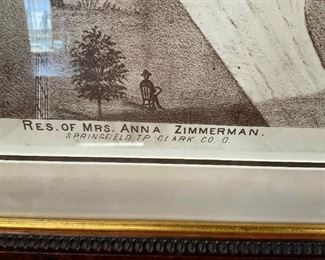 RES. OF MRS. ANNA ZIMMERMAN.
SPRINGFIELD, TP. CLARK CO. O.